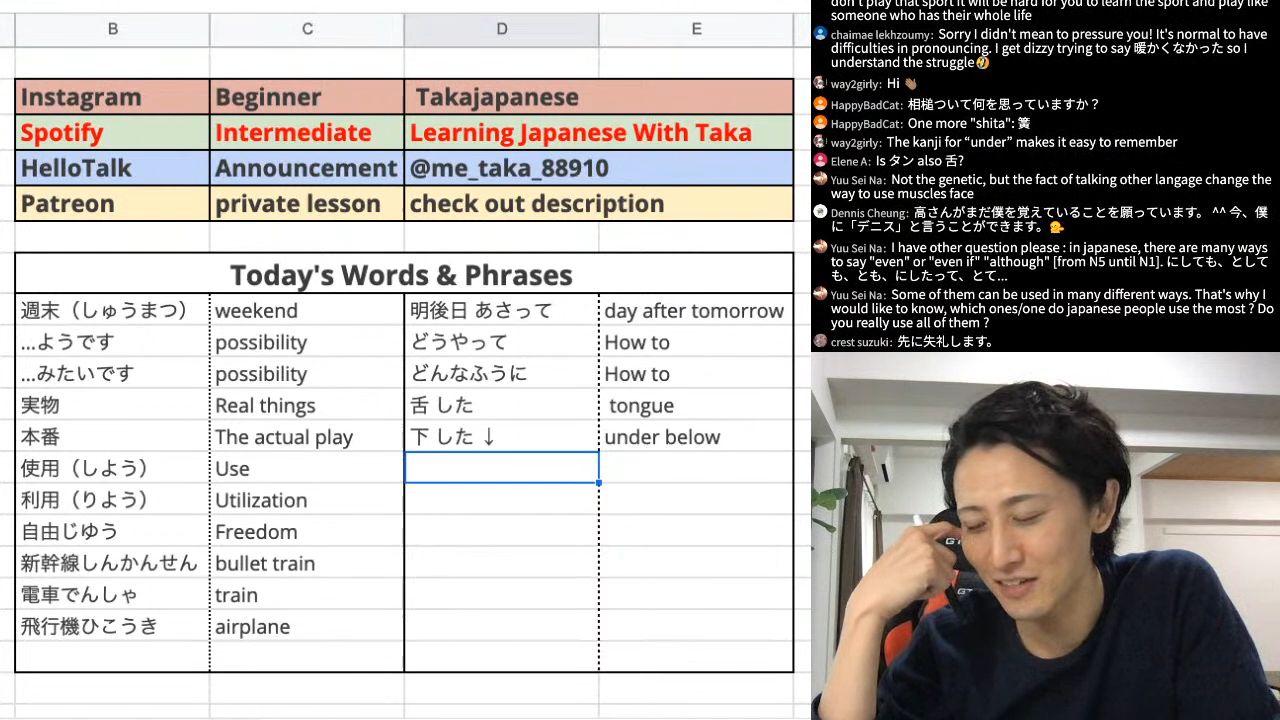 B C D E
Instagram Beginner Takajapanese
Spotify Intermediate Learning Japanese With Taka
HelloTalk Announcement @me_taka_88910
Patreon private lesson check out description
Today's Words & Phrases
週末（しゅうまつ） weekend 明後日 あさって day after tomorrow
...ようです possibility どうやって How to
...みたいです possibility どんなふうに How to
実物 Real things 舌 した tongue
本番 The actual play 下 した ↓ under below
使用（しよう） Use
利用（りよう） Utilization
自由じゆう Freedom
新幹線しんかんせん bullet train
電車でんしゃ train
飛行機ひこうき airplane
don't play that sport it will be hard for you to learn the sport and play like
someone who has their whole life
chaimae lekhzoumy: Sorry I didn't mean to pressure you! It's normal to have
difficulties in pronouncing. I get dizzy trying to say 暖かくなかった so I
understand the struggle🤣
way2girly: Hi 👋🏽
HappyBadCat: 相槌ついて何を思っていますか？
HappyBadCat: One more "shita": 簧
way2girly: The kanji for “under” makes it easy to remember
Elene A: Is タン also 舌?
Yuu Sei Na: Not the genetic, but the fact of talking other langage change the
way to use muscles face
Dennis Cheung: 高さんがまだ僕を覚えていることを願っています。 ^^ 今、僕
に「デニス」と言うことができます。
Yuu Sei Na: I have other question please : in japanese, there are many ways
to say "even" or "even if" "although" [from N5 until N1]. にしても、として
も、とも、にしたって、とて...
Yuu Sei Na: Some of them can be used in many different ways. That's why I
would like to know, which ones/one do japanese people use the most ? Do
you really use all of them ?
crest suzuki: 先に失礼します。
GT